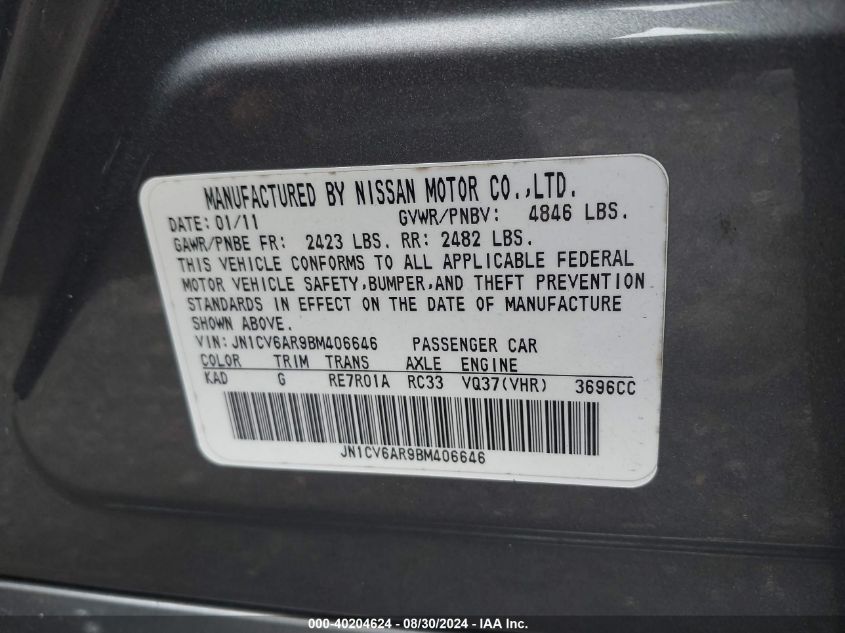 MANUFACTURED BY NISSAN MOTOR CO.,LTD.
DATE: 01/11 GVWR/PNBV: 4846 LBS.
GAWR/PNBE FR: 2423 LBS. RR: 2482 LBS.
THIS VEHICLE CONFORMS TO ALL APPLICABLE FEDERAL
MOTOR VEHICLE SAFETY,BUMPER,AND THEFT PREVENTION
STANDARDS IN EFFECT ON THE DATE OF MANUFACTURE
SHOWN ABOVE.
VIN:JN1CV6AR9BM406646 PASSENGER CAR
COLOR TRIM TRANS AXLE ENGINE
KAD G RE7R01A RC33 VQ37(VHR) 3696CC
JN1CV6AR9BM406646
000-40204624 - 08/30/2024 - IAA Inc.